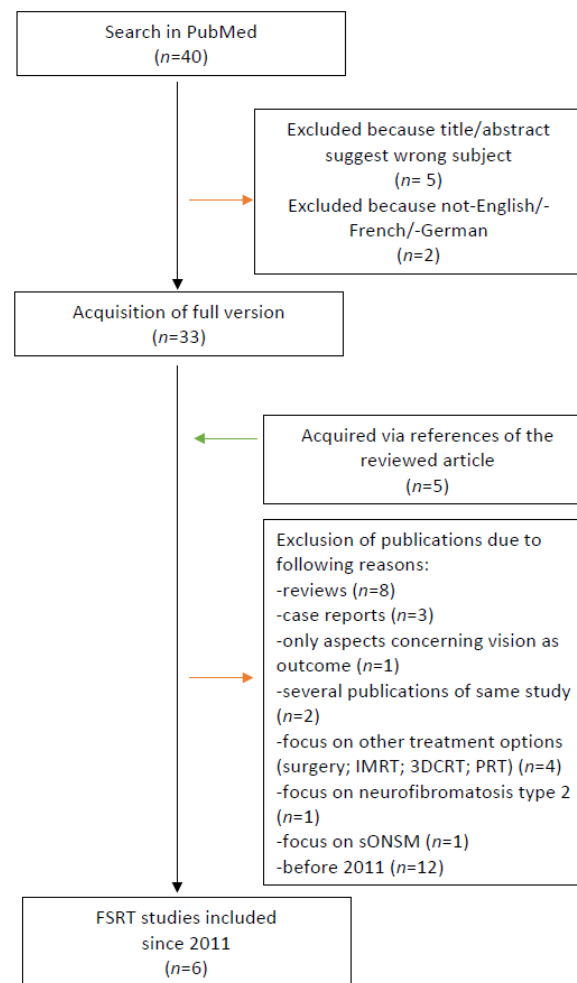 Search in PubMed
(n=40)
Excluded because title/abstract
suggest wrong subject
(n= 5)
Excluded because not-English/-
French/-German
(n=2)
Acquisition of full version
(n=33)
Acquired via references of the
reviewed article
(n=5)
Exclusion of publications due to
following reasons:
-reviews (n=8)
-case reports (n=3)
-only aspects concerning vision as
outcome (n=1)
-several publications of same study
(n=2)
-focus on other treatment options
(surgery; IMRT; 3DCRT; PRT) (n=4)
-focus on neurofibromatosis type 2
(n=1)
-focus on sONSM (n=1)
-before 2011 (n=12)
FSRT studies included
since 2011
(n=6)